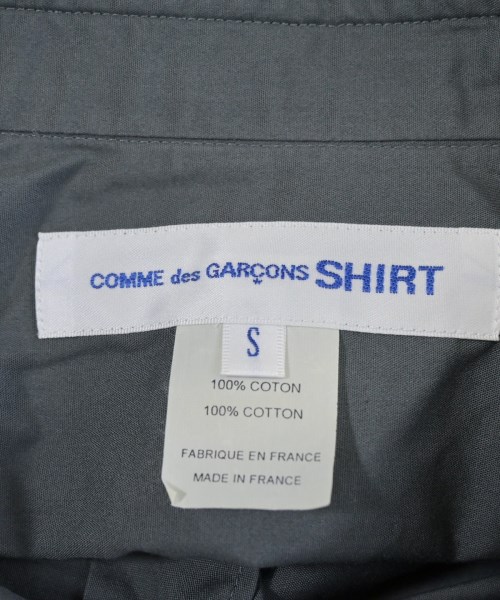 COMME des GARÇONS SHIRT
S
100% COTON
100% COTTON
FABRIQUE EN FRANCE
MADE IN FRANCE